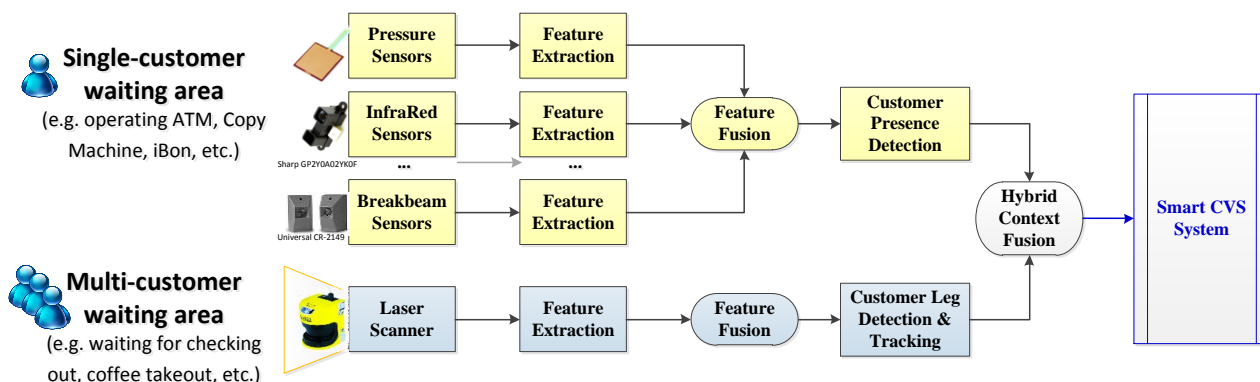 Single-customer
waiting area
(e.g. operating ATM, Copy
Machine, iBon, etc.)
Pressure
Sensors
Feature
Extraction
InfraRed
Sensors
Feature
Extraction
Sharp GP2Y0A02YK0F
...
...
Breakbeam
Sensors
Feature
Extraction
Universal CR-2149
Feature
Fusion
Customer
Presence
Detection
Hybrid
Context
Fusion
Smart CVS
System
Multi-customer
waiting area
(e.g. waiting for checking
out, coffee takeout, etc.)
Laser
Scanner
Feature
Extraction
Feature
Fusion
Customer Leg
Detection &
Tracking